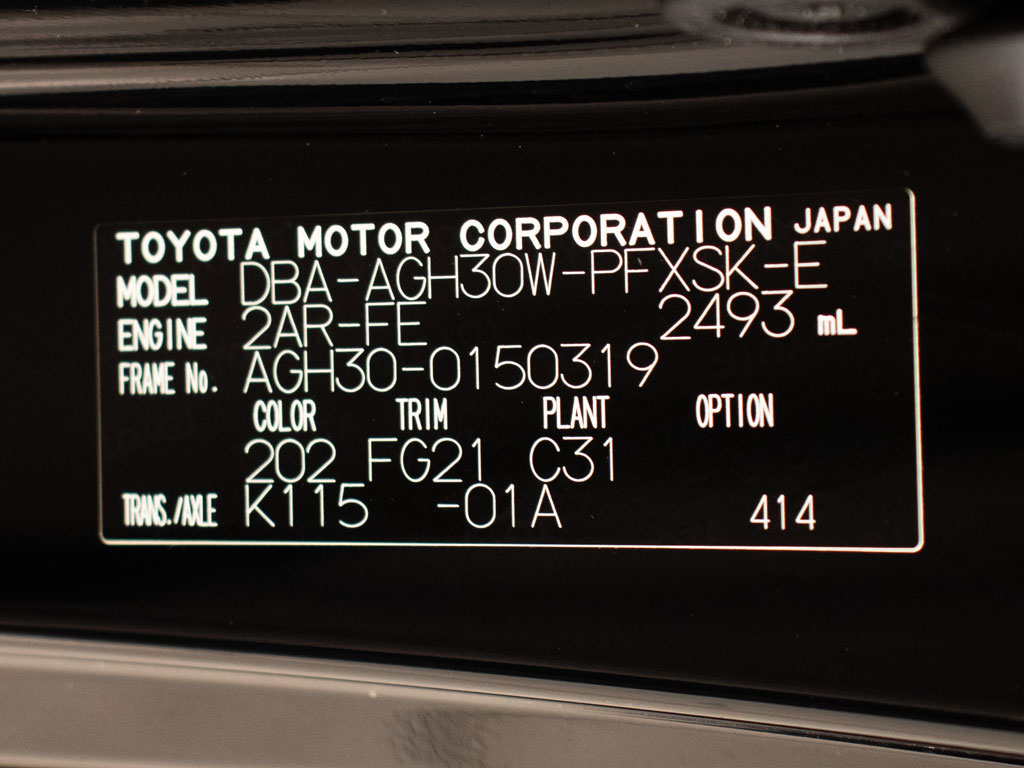 TOYOTA MOTOR CORPORATION JAPAN
MODEL DBA-AGH30W-PFXSK-E
ENGINE 2AR-FE 2493 mL
FRAME No. AGH30-0150319
COLOR TRIM PLANT OPTION
202 FG21 C31
TRANS./AXLE K115 -01A 414